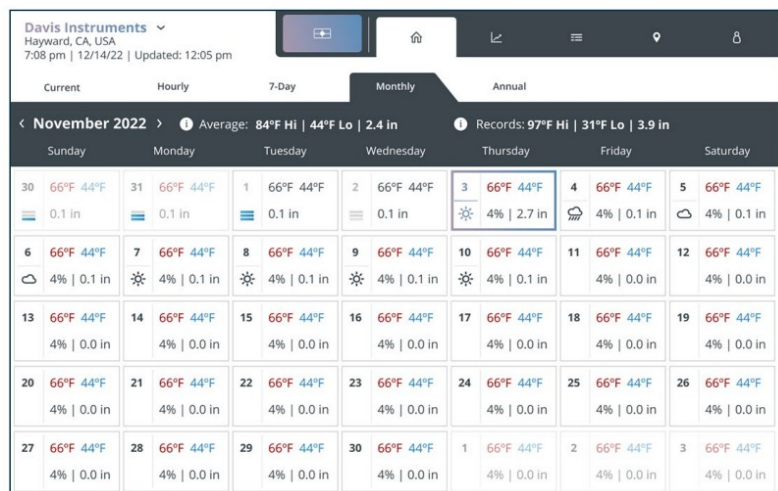 Davis Instruments
Hayward, CA, USA
7:08 pm | 12/14/22 | Updated: 12:05 pm
Current Hourly 7-Day Monthly Annual
< November 2022 > i Average: 84°F Hi | 44°F Lo | 2.4 in i Records: 97°F Hi | 31°F Lo | 3.9 in
Sunday Monday Tuesday Wednesday Thursday Friday Saturday
30 66°F 44°F 31 66°F 44°F 1 66°F 44°F 2 66°F 44°F 3 66°F 44°F 4 66°F 44°F 5 66°F 44°F
0.1 in 0.1 in 0.1 in 0.1 in 4% | 2.7 in 4% | 0.1 in 4% | 0.1 in
6 66°F 44°F 7 66°F 44°F 8 66°F 44°F 9 66°F 44°F 10 66°F 44°F 11 66°F 44°F 12 66°F 44°F
4% | 0.1 in 4% | 0.1 in 4% | 0.1 in 4% | 0.1 in 4% | 0.1 in 4% | 0.0 in 4% | 0.0 in
13 66°F 44°F 14 66°F 44°F 15 66°F 44°F 16 66°F 44°F 17 66°F 44°F 18 66°F 44°F 19 66°F 44°F
4% | 0.0 in 4% | 0.0 in 4% | 0.0 in 4% | 0.0 in 4% | 0.0 in 4% | 0.0 in 4% | 0.0 in
20 66°F 44°F 21 66°F 44°F 22 66°F 44°F 23 66°F 44°F 24 66°F 44°F 25 66°F 44°F 26 66°F 44°F
4% | 0.0 in 4% | 0.0 in 4% | 0.0 in 4% | 0.0 in 4% | 0.0 in 4% | 0.0 in 4% | 0.0 in
27 66°F 44°F 28 66°F 44°F 29 66°F 44°F 30 66°F 44°F 1 66°F 44°F 2 66°F 44°F 3 66°F 44°F
4% | 0.0 in 4% | 0.0 in 4% | 0.0 in 4% | 0.0 in 4% | 0.0 in 4% | 0.0 in 4% | 0.0 in